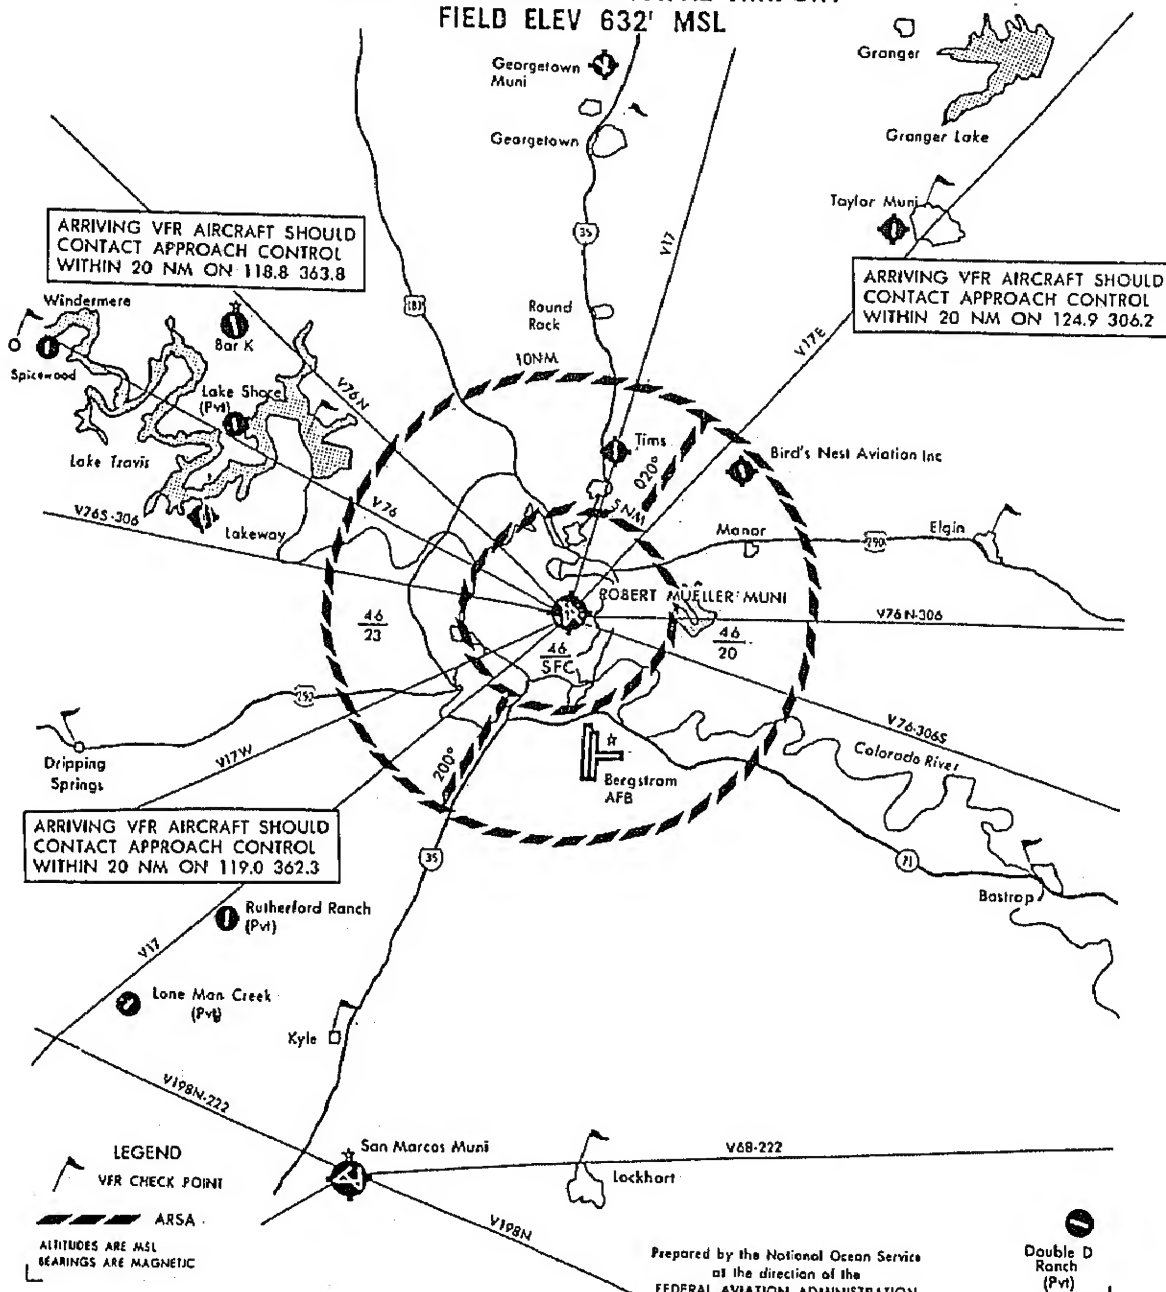 FIELD ELEV 632' MSL
Georgetown
Muni
Georgetown
Granger
Granger Lake
Taylor Muni
35
V17
ARRIVING VFR AIRCRAFT SHOULD
CONTACT APPROACH CONTROL
WITHIN 20 NM ON 118.8 363.8
ARRIVING VFR AIRCRAFT SHOULD
CONTACT APPROACH CONTROL
WITHIN 20 NM ON 124.9 306.2
Windermere
Spicewood
Bar K
183
Round
Rock
V17E
10NM
Lake Shore
(Pvt)
V76N
Lake Travis
Tims
Bird's Nest Aviation Inc
020°
V76
V76S-306
Lakeway
5NM
Manor
290
Elgin
ROBERT MUELLER MUNI
V76N-306
46
23
46
SFC
46
20
290
V76-306S
Colorado River
Dripping
Springs
V17W
200°
Bergstrom
AFB
ARRIVING VFR AIRCRAFT SHOULD
CONTACT APPROACH CONTROL
WITHIN 20 NM ON 119.0 362.3
35
71
Bastrop
Rutherford Ranch
(Pvt)
V17
Lone Man Creek
(Pvt)
Kyle
V198N-222
LEGEND
VFR CHECK POINT
ARSA
ALTITUDES ARE MSL
BEARINGS ARE MAGNETIC
San Marcos Muni
V68-222
Lockhart
V198N
Prepared by the National Ocean Service
at the direction of the
FEDERAL AVIATION ADMINISTRATION
Double D
Ranch
(Pvt)